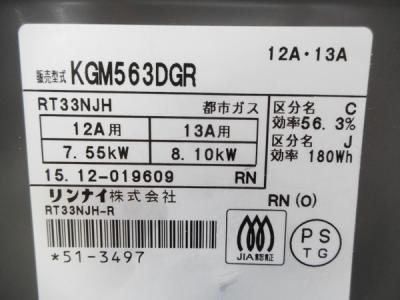 12A・13A
販売型式 KGM563DGR
RT33NJH 都市ガス
12A用 13A用
7.55kW 8.10kW
区分名 C
効率56.3%
区分名 J
効率 180Wh
15.12-019609 RN
リンナイ株式会社
RT33NJH-R
RN(O)
JIA認証
PS
TG
*51-3497